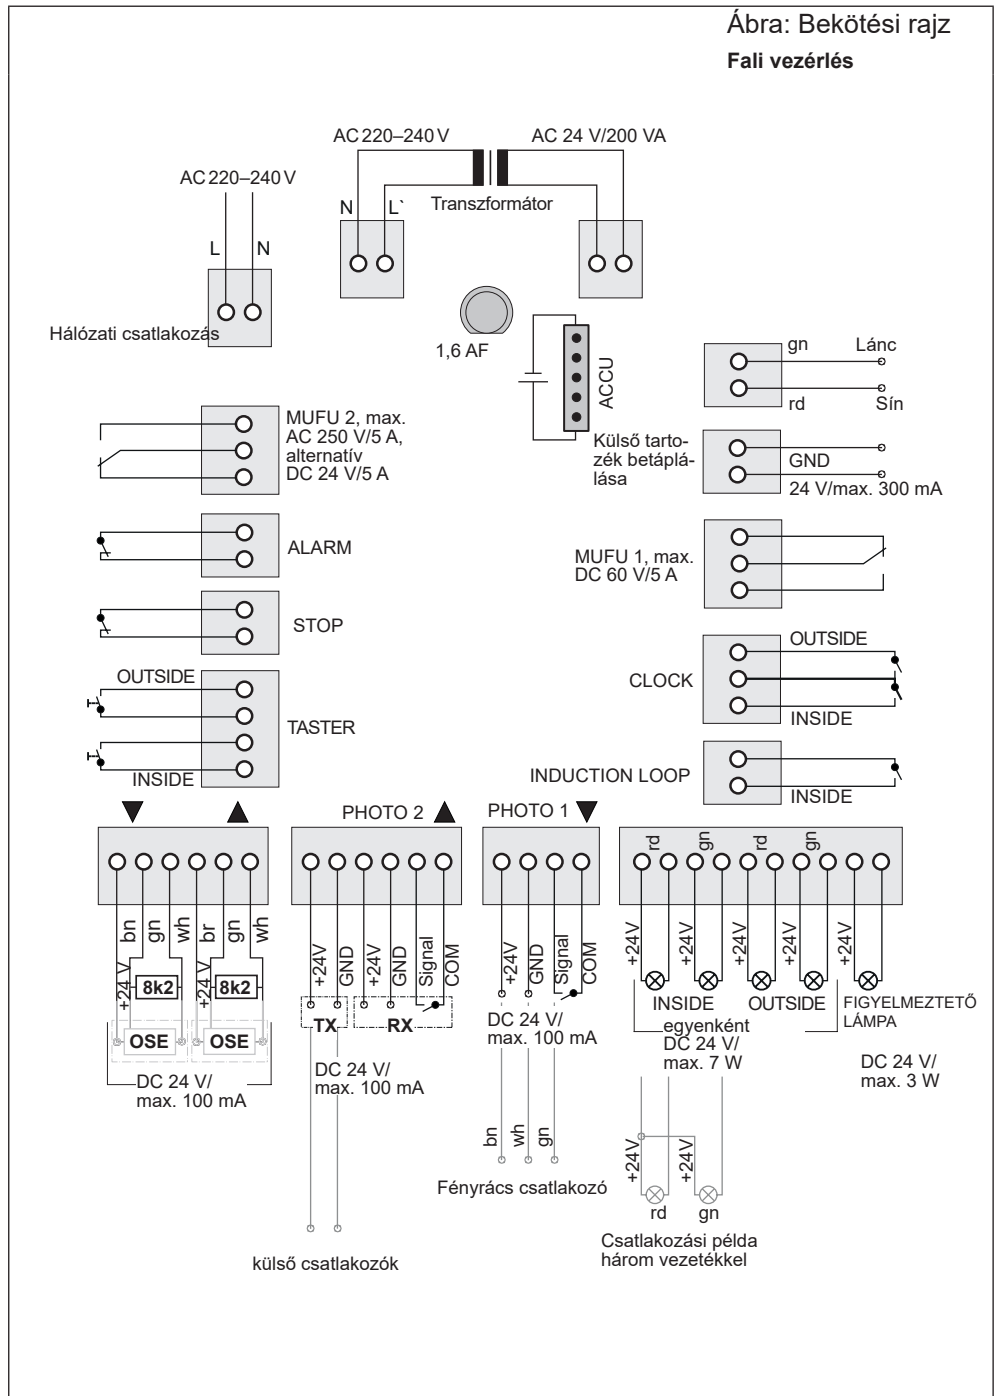 Ábra: Bekötési rajz
Fali vezérlés
AC 220–240 V
AC 24 V/200 VA
AC 220–240 V
N
L`
Transzformátor
L
N
Hálózati csatlakozás
1,6 AF
ACCU
gn
Lánc
rd
Sín
MUFU 2, max.
AC 250 V/5 A,
alternatív
DC 24 V/5 A
Külső tarto-
zék betáplá-
lása
GND
24 V/max. 300 mA
ALARM
MUFU 1, max.
DC 60 V/5 A
STOP
OUTSIDE
TASTER
INSIDE
OUTSIDE
CLOCK
INSIDE
INDUCTION LOOP
INSIDE
PHOTO 2
PHOTO 1
rd
gn
rd
gn
bn
gn
wh
br
gn
wh
+24 V
8k2
+24 V
8k2
OSE
OSE
DC 24 V/
max. 100 mA
+24V
GND
+24V
GND
Signal
COM
TX
RX
DC 24 V/
max. 100 mA
külső csatlakozók
+24V
GND
Signal
COM
DC 24 V/
max. 100 mA
bn
wh
gn
Fényrács csatlakozó
+24V
+24V
+24V
+24V
+24V
INSIDE
OUTSIDE
egyenként
DC 24 V/
max. 7 W
FIGYELMEZTETŐ
LÁMPA
DC 24 V/
max. 3 W
+24V
+24V
rd
gn
Csatlakozási példa
három vezetékkel